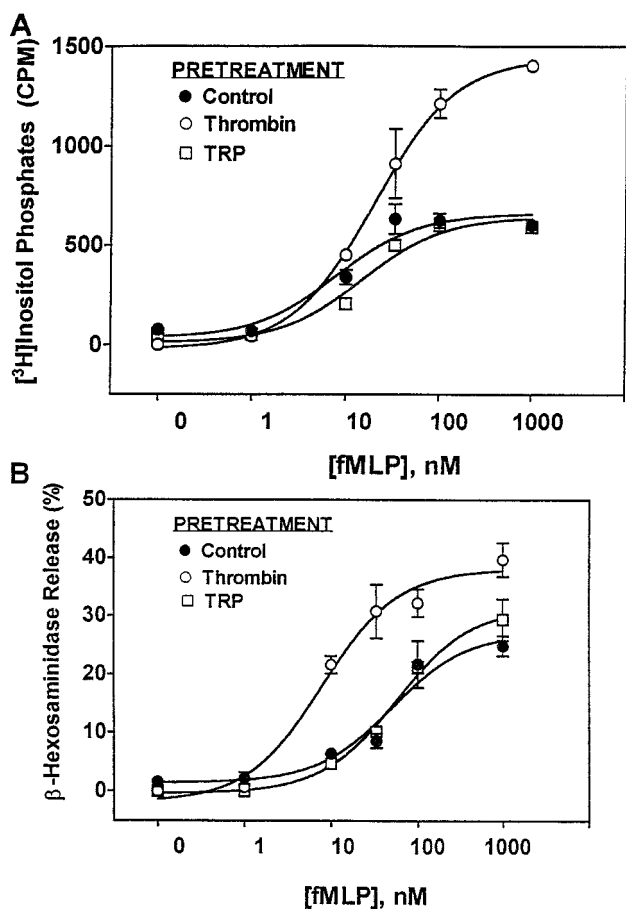 A
[³H]Inositol Phosphates (CPM)
1500
1000
500
0
PRETREATMENT
Control
Thrombin
TRP
0 1 10 100 1000
[fMLP], nM
B
β-Hexosaminidase Release (%)
50
40
30
20
10
0
PRETREATMENT
Control
Thrombin
TRP
0 1 10 100 1000
[fMLP], nM